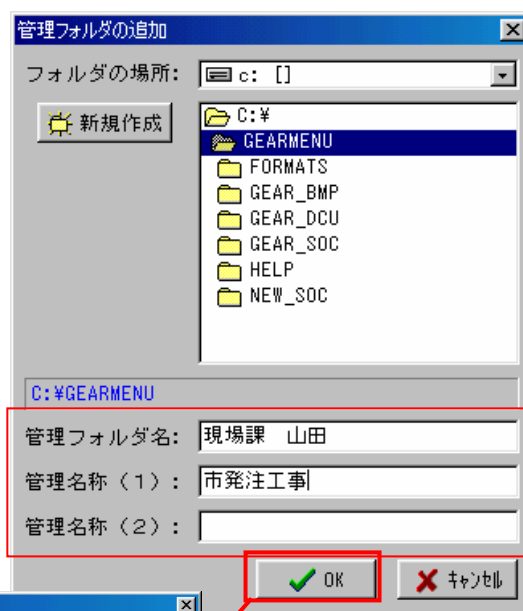 管理フォルダの追加
フォルダの場所: c: []
新規作成
C:¥
GEARMENU
FORMATS
GEAR_BMP
GEAR_DCU
GEAR_SOC
HELP
NEW_SOC
C:¥GEARMENU
管理フォルダ名: 現場課 山田
管理名称(1): 市発注工事
管理名称(2):
OK キャンセル